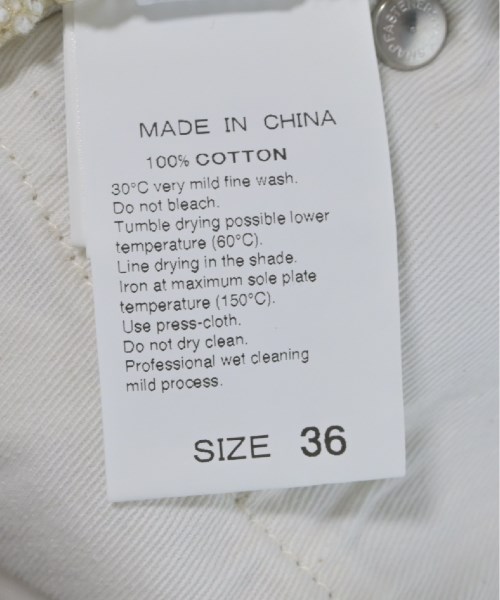 SNAP FASTENER
MADE IN CHINA
100% COTTON
30°C very mild fine wash.
Do not bleach.
Tumble drying possible lower
temperature (60°C).
Line drying in the shade.
Iron at maximum sole plate
temperature (150°C).
Use press-cloth.
Do not dry clean.
Professional wet cleaning
mild process.
SIZE 36